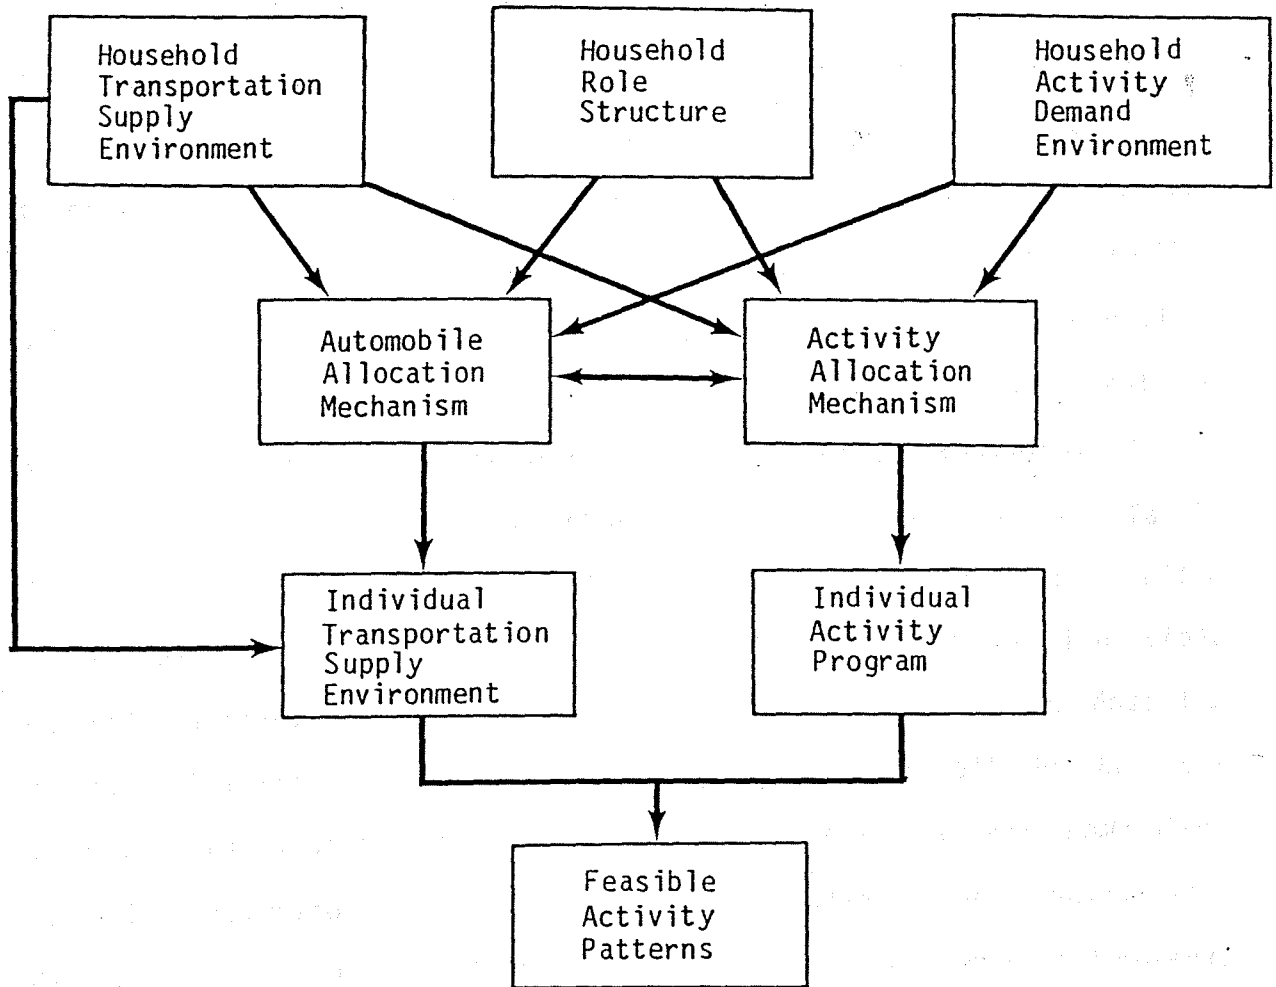 Household
Transportation
Supply
Environment
Household
Role
Structure
Household
Activity
Demand
Environment
Automobile
Allocation
Mechanism
Activity
Allocation
Mechanism
Individual
Transportation
Supply
Environment
Individual
Activity
Program
Feasible
Activity
Patterns